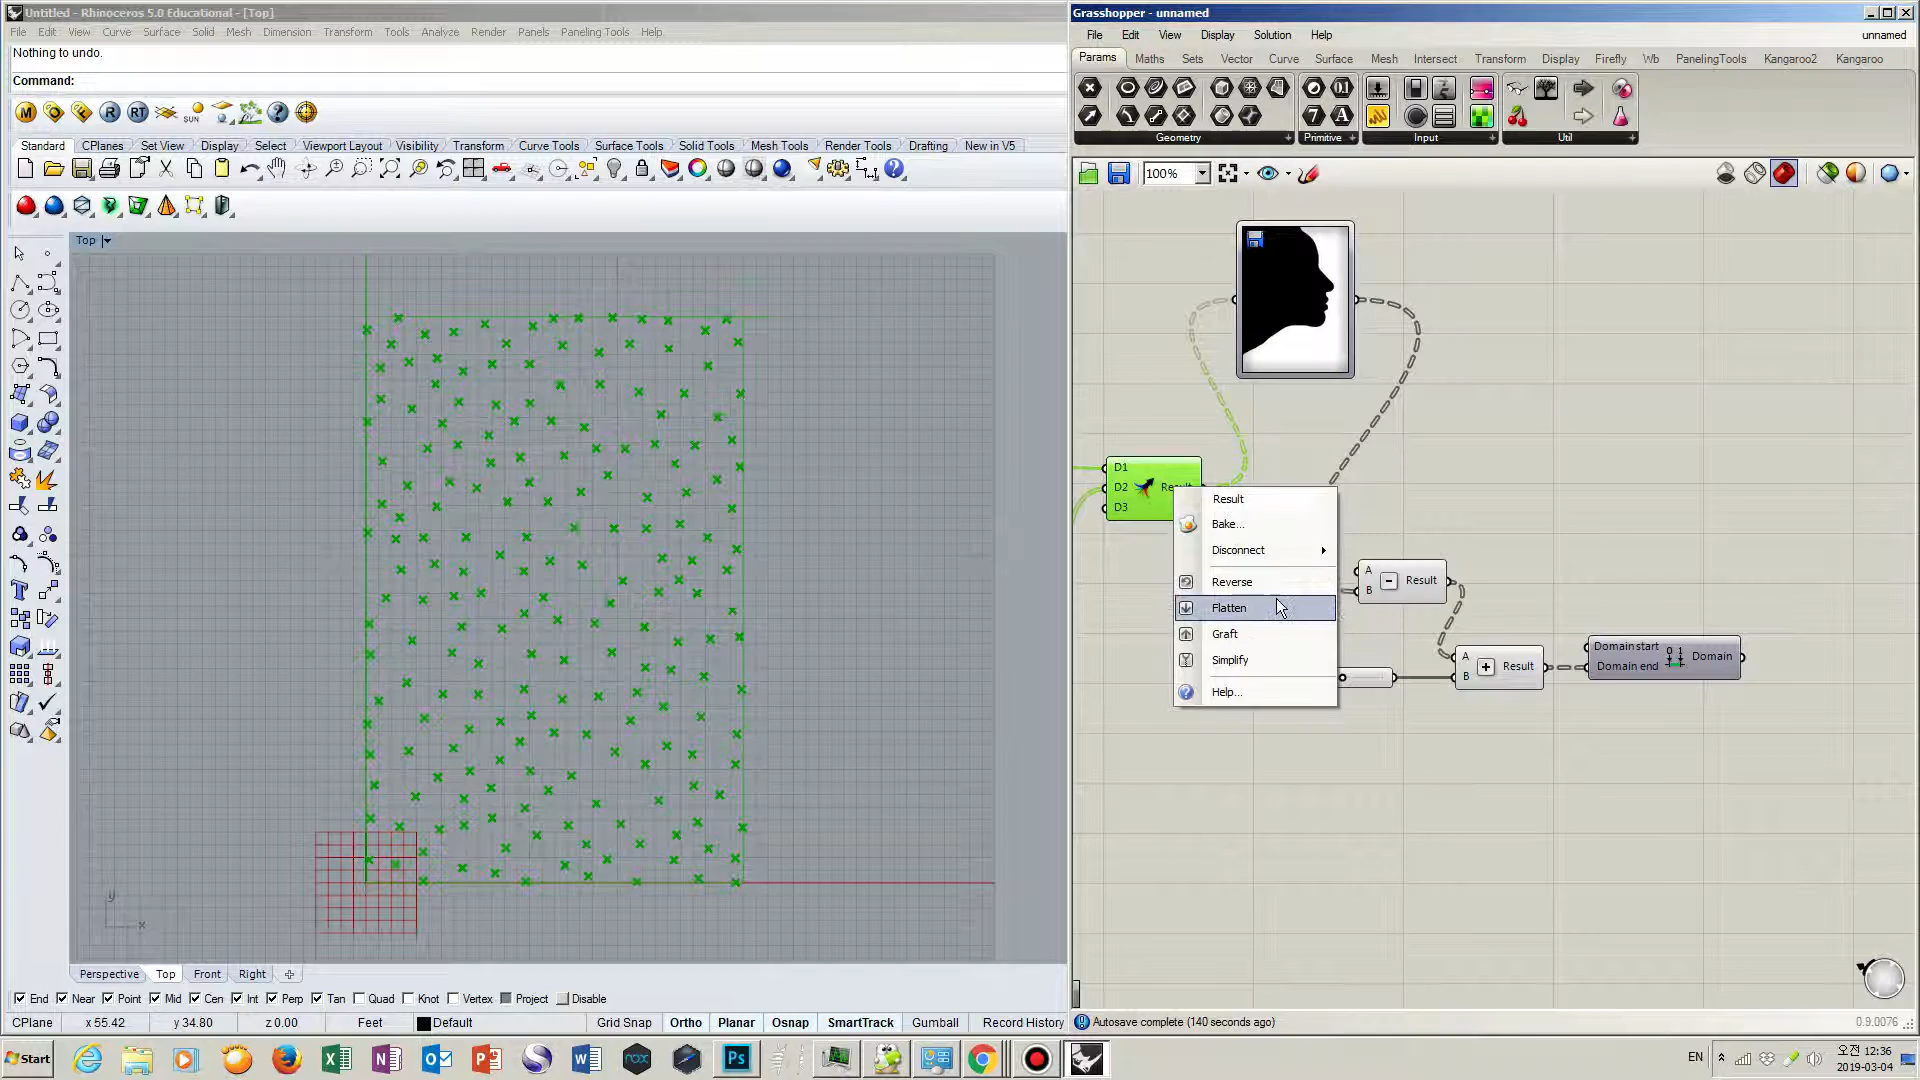 Untitled - Rhinoceros 5.0 Educational - [Top]
File Edit View Curve Surface Solid Mesh Dimension Transform Tools Analyze Render Panels Paneling Tools Help
Nothing to undo.
Command:
M R RT SUN
Standard CPlanes Set View Display Select Viewport Layout Visibility Transform Curve Tools Surface Tools Solid Tools Mesh Tools Render Tools Drafting New in V5
Top
y
x
Perspective Top Front Right
End Near Point Mid Cen Int Perp Tan Quad Knot Vertex Project Disable
CPlane x 55.42 y 34.80 z 0.00 Feet Default Grid Snap Ortho Planar Osnap SmartTrack Gumball Record History
Grasshopper - unnamed
File Edit View Display Solution Help unnamed
Params Maths Sets Vector Curve Surface Mesh Intersect Transform Display Firefly Wb PanelingTools Kangaroo2 Kangaroo
Geometry Primitive Input Util
100%
D1
D2 Result
D3
Result
Bake...
Disconnect
Reverse
Flatten
Graft
Simplify
Help...
A
B
Result
A
B
Result
Domain start
Domain end
Domain
Autosave complete (140 seconds ago) 0.9.0076
Start
nox
Ps
EN
오전 12:36
2019-03-04